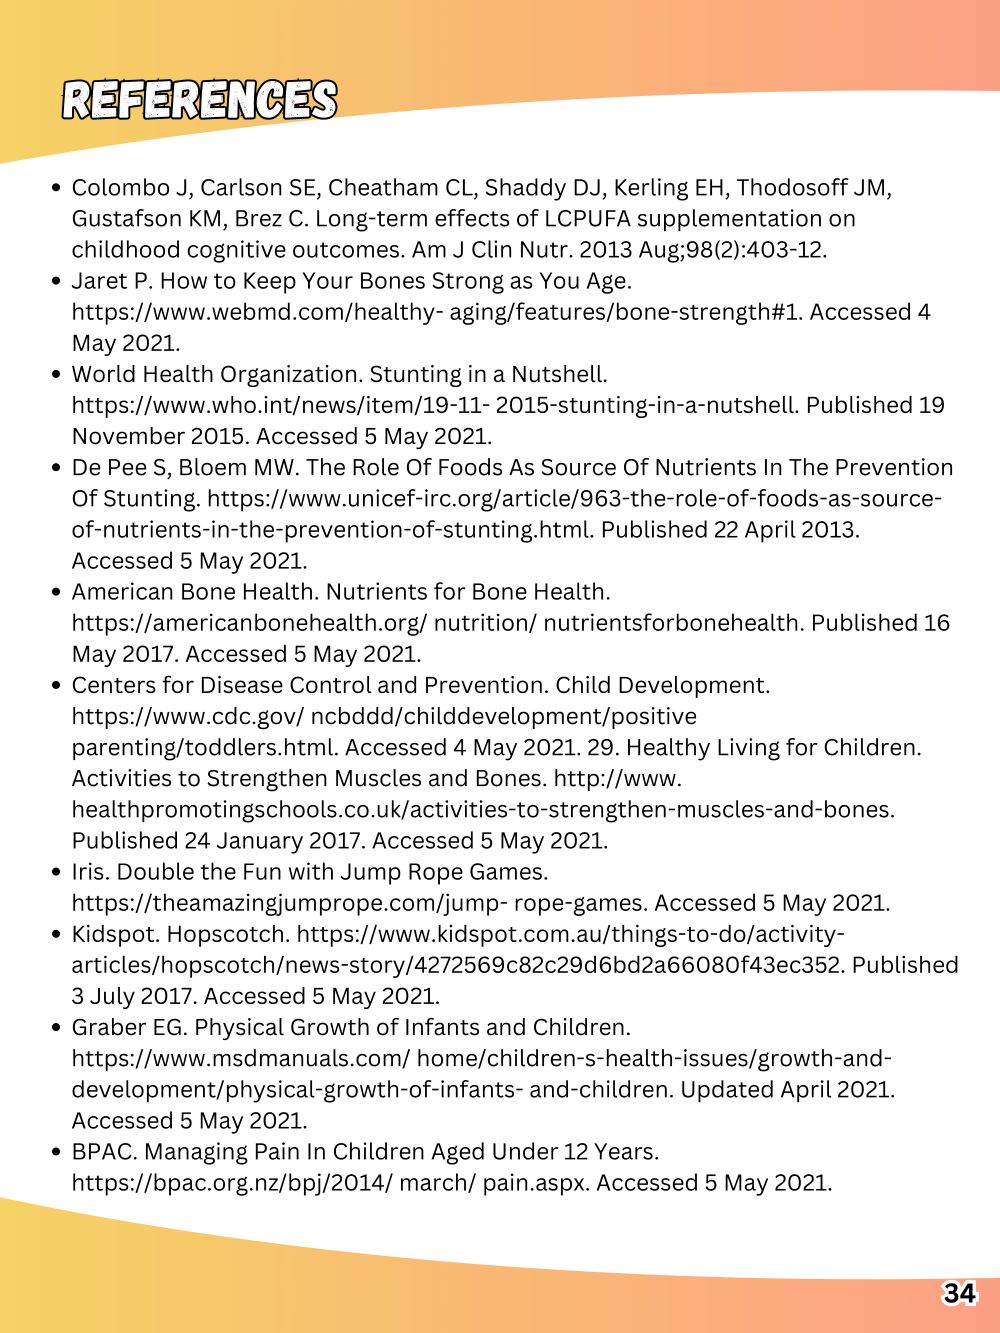 REFERENCES
• Colombo J, Carlson SE, Cheatham CL, Shaddy DJ, Kerling EH, Thodosoff JM,
Gustafson KM, Brez C. Long-term effects of LCPUFA supplementation on
childhood cognitive outcomes. Am J Clin Nutr. 2013 Aug;98(2):403-12.
• Jaret P. How to Keep Your Bones Strong as You Age.
https://www.webmd.com/healthy- aging/features/bone-strength#1. Accessed 4
May 2021.
• World Health Organization. Stunting in a Nutshell.
https://www.who.int/news/item/19-11- 2015-stunting-in-a-nutshell. Published 19
November 2015. Accessed 5 May 2021.
• De Pee S, Bloem MW. The Role Of Foods As Source Of Nutrients In The Prevention
Of Stunting. https://www.unicef-irc.org/article/963-the-role-of-foods-as-source-
of-nutrients-in-the-prevention-of-stunting.html. Published 22 April 2013.
Accessed 5 May 2021.
• American Bone Health. Nutrients for Bone Health.
https://americanbonehealth.org/ nutrition/ nutrientsforbonehealth. Published 16
May 2017. Accessed 5 May 2021.
• Centers for Disease Control and Prevention. Child Development.
https://www.cdc.gov/ ncbddd/childdevelopment/positive
parenting/toddlers.html. Accessed 4 May 2021. 29. Healthy Living for Children.
Activities to Strengthen Muscles and Bones. http://www.
healthpromotingschools.co.uk/activities-to-strengthen-muscles-and-bones.
Published 24 January 2017. Accessed 5 May 2021.
• Iris. Double the Fun with Jump Rope Games.
https://theamazingjumprope.com/jump- rope-games. Accessed 5 May 2021.
• Kidspot. Hopscotch. https://www.kidspot.com.au/things-to-do/activity-
articles/hopscotch/news-story/4272569c82c29d6bd2a66080f43ec352. Published
3 July 2017. Accessed 5 May 2021.
• Graber EG. Physical Growth of Infants and Children.
https://www.msdmanuals.com/ home/children-s-health-issues/growth-and-
development/physical-growth-of-infants- and-children. Updated April 2021.
Accessed 5 May 2021.
• BPAC. Managing Pain In Children Aged Under 12 Years.
https://bpac.org.nz/bpj/2014/ march/ pain.aspx. Accessed 5 May 2021.
34